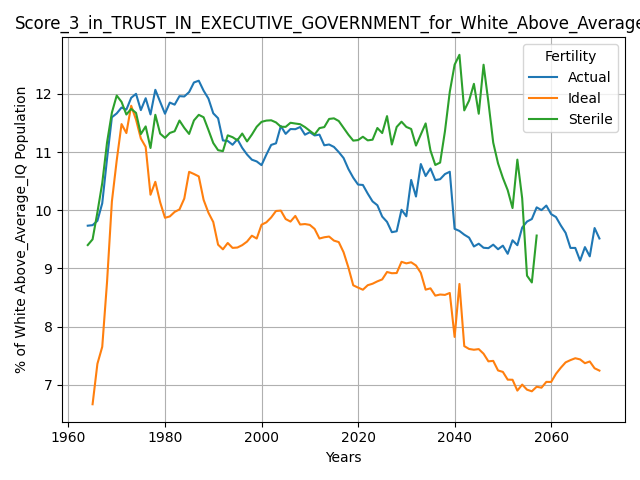 Score_3_in_TRUST_IN_EXECUTIVE_GOVERNMENT_for_White_Above_Average
Fertility
Actual
Ideal
Sterile
% of White Above_Average_IQ Population
12
11
10
9
8
7
1960 1980 2000 2020 2040 2060
Years